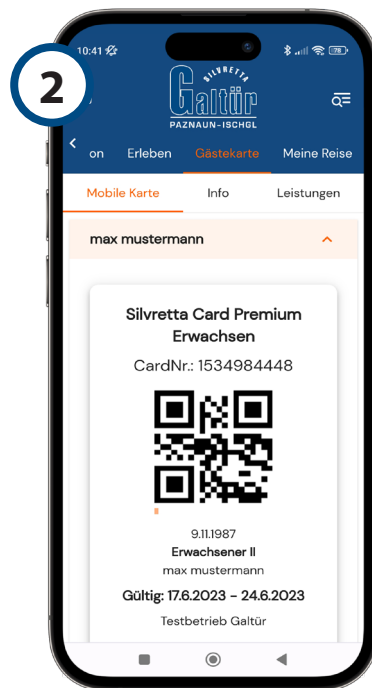 2
10:41
78
SILVRETTA
Galtür
PAZNAUN-ISCHGL
on Erleben Gästekarte Meine Reise
Mobile Karte Info Leistungen
max mustermann
Silvretta Card Premium
Erwachsen
CardNr.: 1534984448
9.11.1987
Erwachsener II
max mustermann
Gültig: 17.6.2023 - 24.6.2023
Testbetrieb Galtür